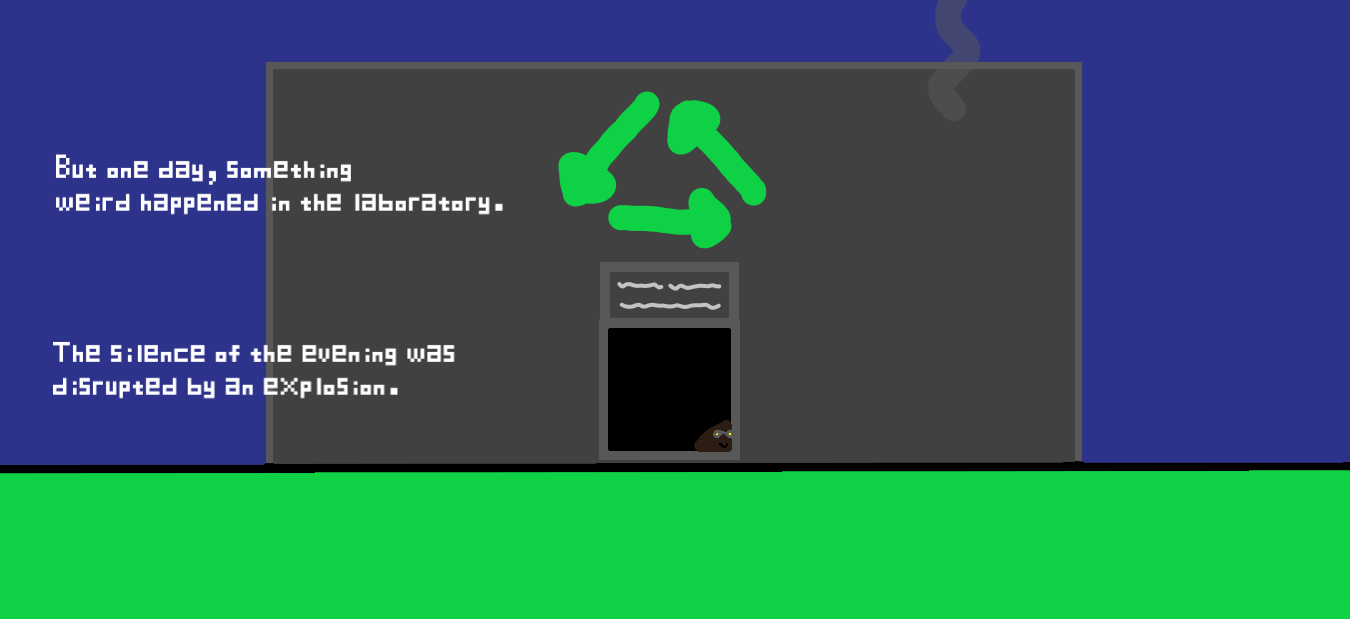 But one day, something
weird happened in the laboratory.
The silence of the evening was
disrupted by an explosion.